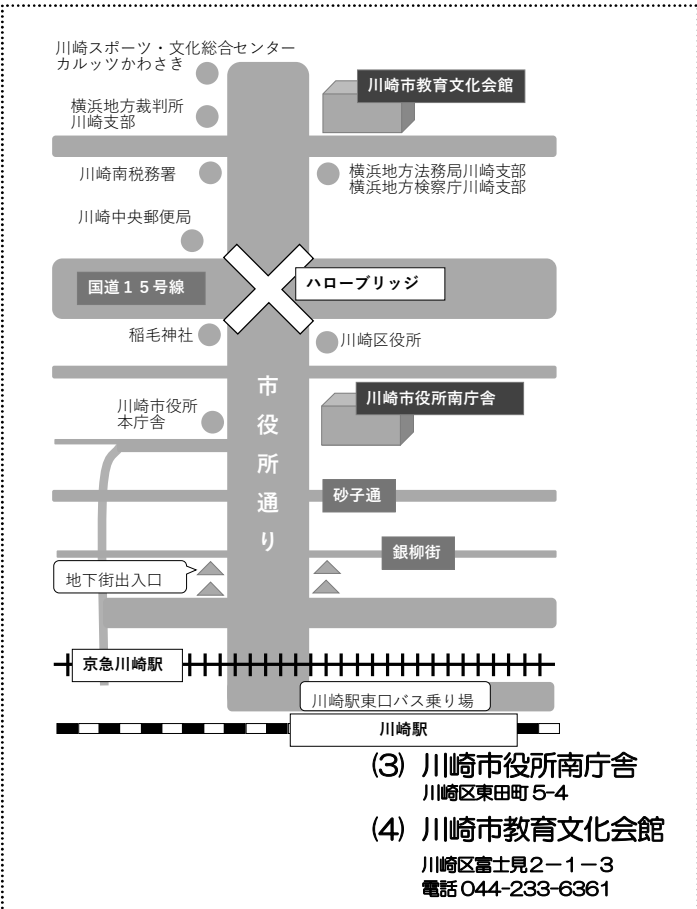 川崎スポーツ・文化総合センター
カルッツかわさき
川崎市教育文化会館
横浜地方裁判所
川崎支部
川崎南税務署
横浜地方法務局川崎支部
横浜地方検察庁川崎支部
川崎中央郵便局
国道１５号線
ハローブリッジ
稲毛神社
川崎区役所
市役所通り
川崎市役所
本庁舎
川崎市役所南庁舎
砂子通
銀柳街
地下街出入口
京急川崎駅
川崎駅東口バス乗り場
川崎駅
(3) 川崎市役所南庁舎
川崎区東田町 5-4
(4) 川崎市教育文化会館
川崎区富士見２－１－３
電話 044-233-6361